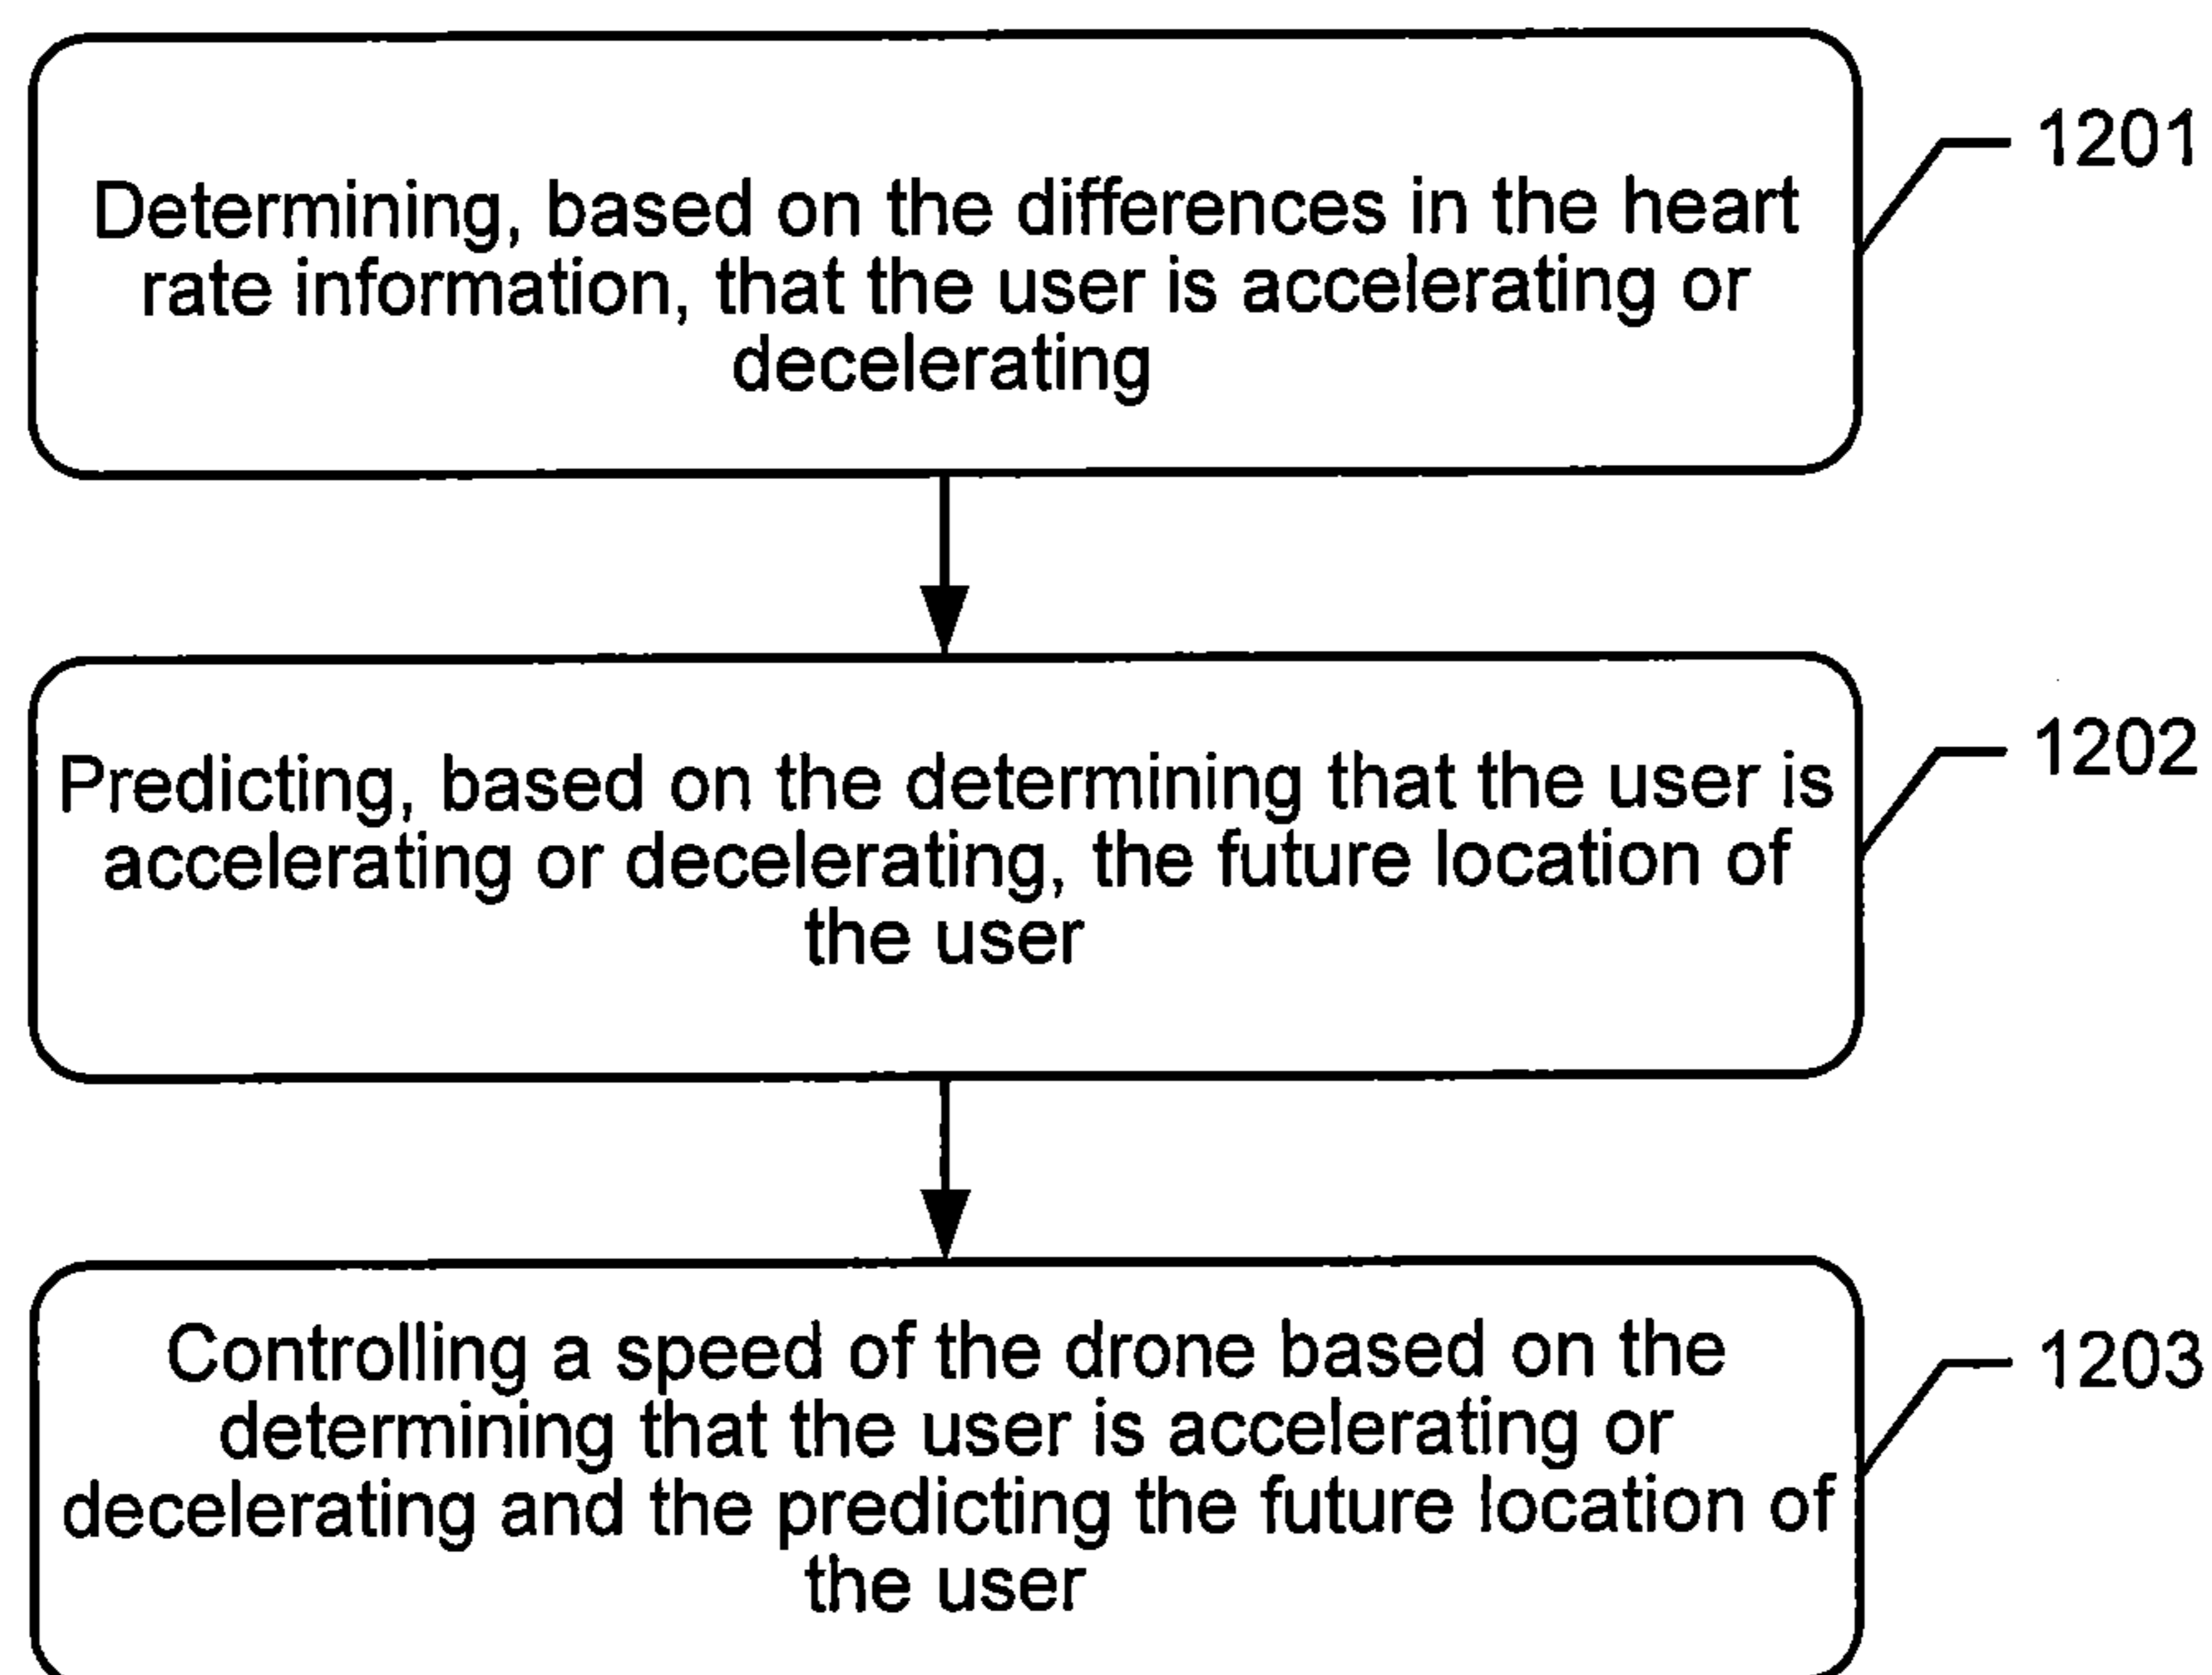 Determining, based on the differences in the heart
rate information, that the user is accelerating or
decelerating
1201
Predicting, based on the determining that the user is
accelerating or decelerating, the future location of
the user
1202
Controlling a speed of the drone based on the
determining that the user is accelerating or
decelerating and the predicting the future location of
the user
1203